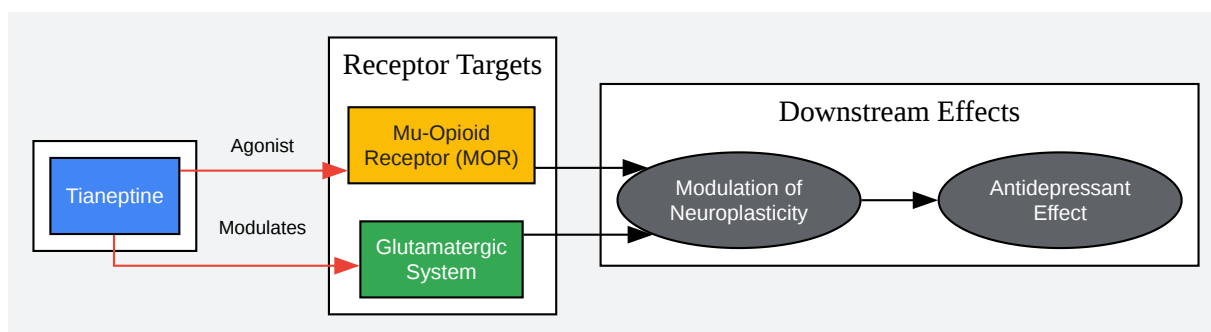 Receptor Targets
Downstream Effects
Agonist
Mu-Opioid
Receptor (MOR)
Tianeptine
Modulates
Glutamatergic
System
Modulation of
Neuroplasticity
Antidepressant
Effect